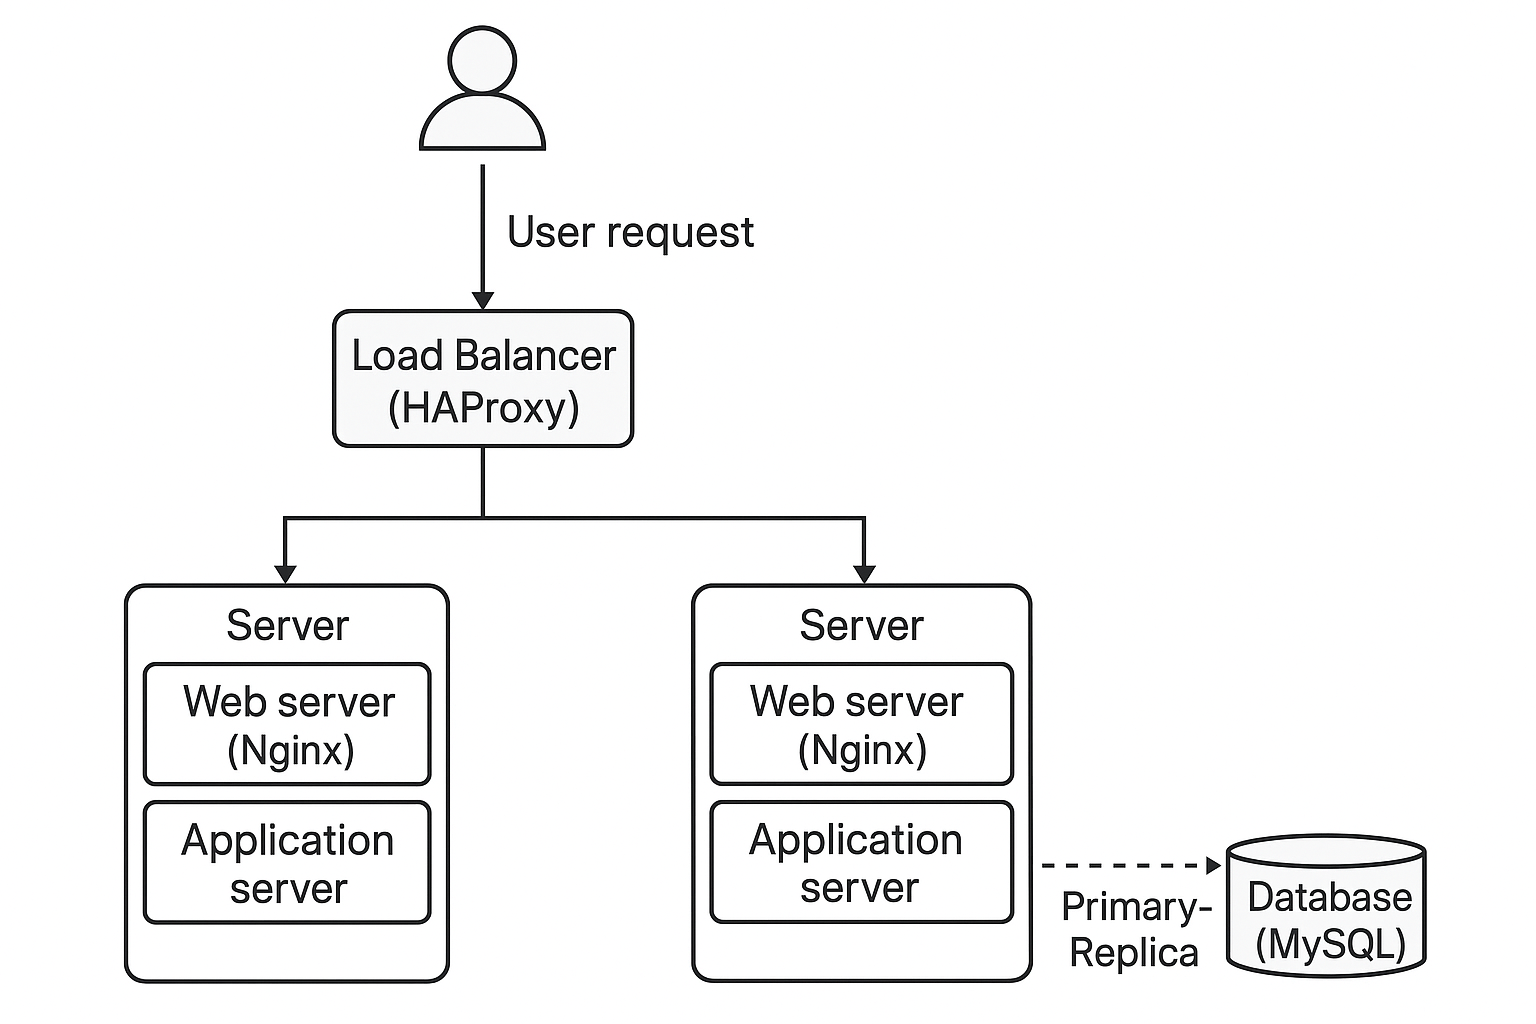 User request
Load Balancer
(HAProxy)
Server
Web server
(Nginx)
Application
server
Server
Web server
(Nginx)
Application
server
Primary-
Replica
Database
(MySQL)